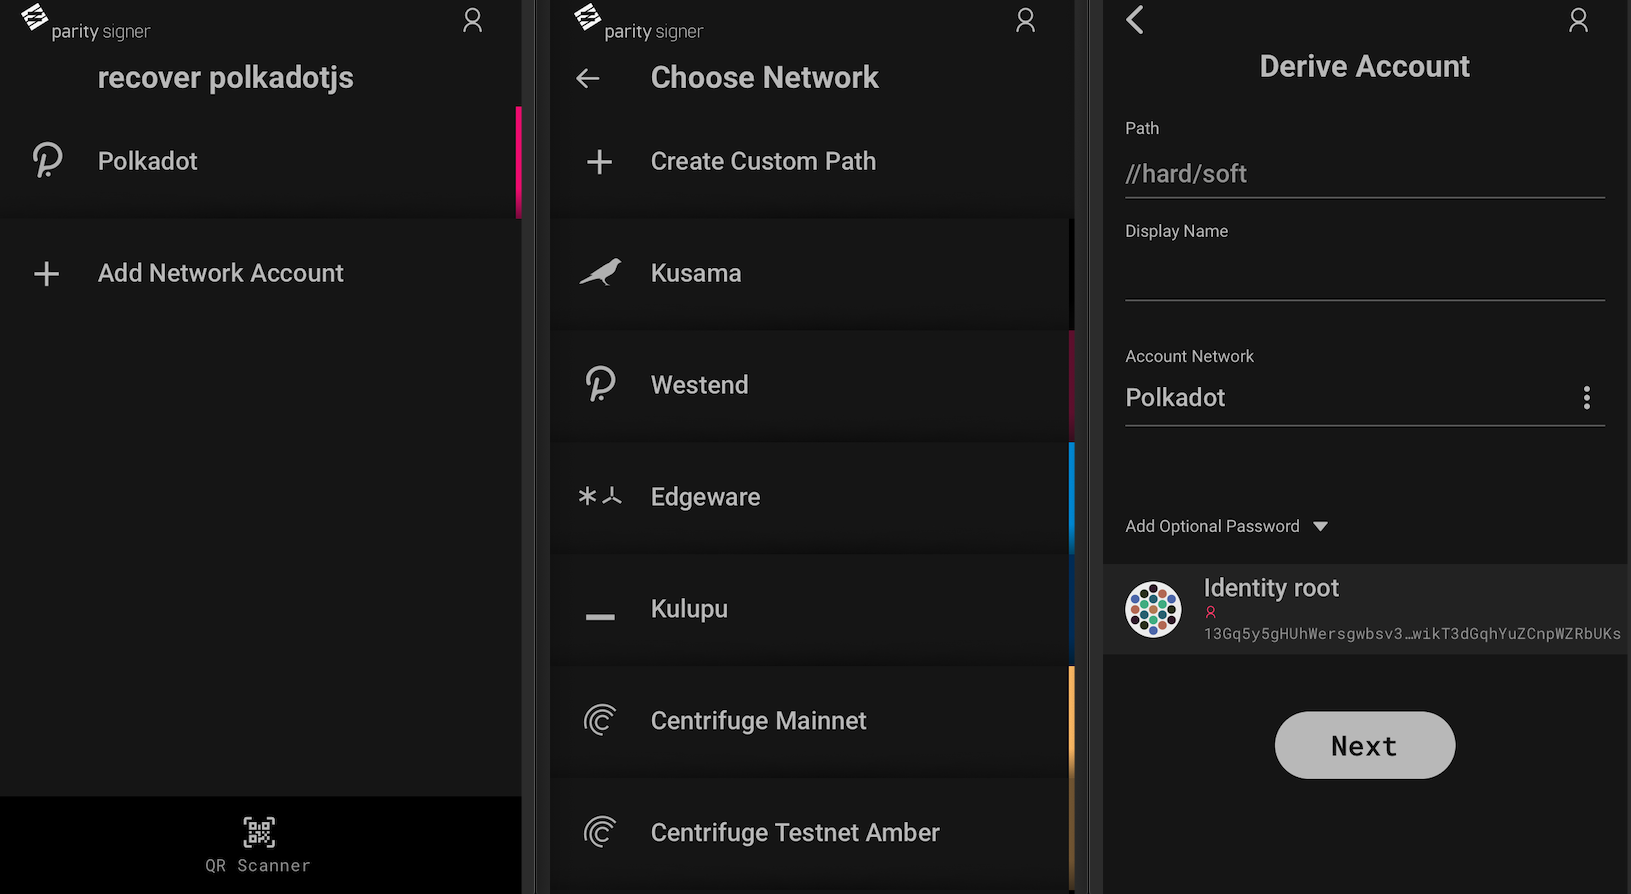 parity signer
recover polkadotjs
Polkadot
Add Network Account
QR Scanner
parity signer
Choose Network
Create Custom Path
Kusama
Westend
Edgeware
Kulupu
Centrifuge Mainnet
Centrifuge Testnet Amber
Derive Account
Path
//hard/soft
Display Name
Account Network
Polkadot
Add Optional Password
Identity root
13Gq5y5gHUhWersgwbsv3…wikT3dGqhYuZCnpWZRbUKs
Next